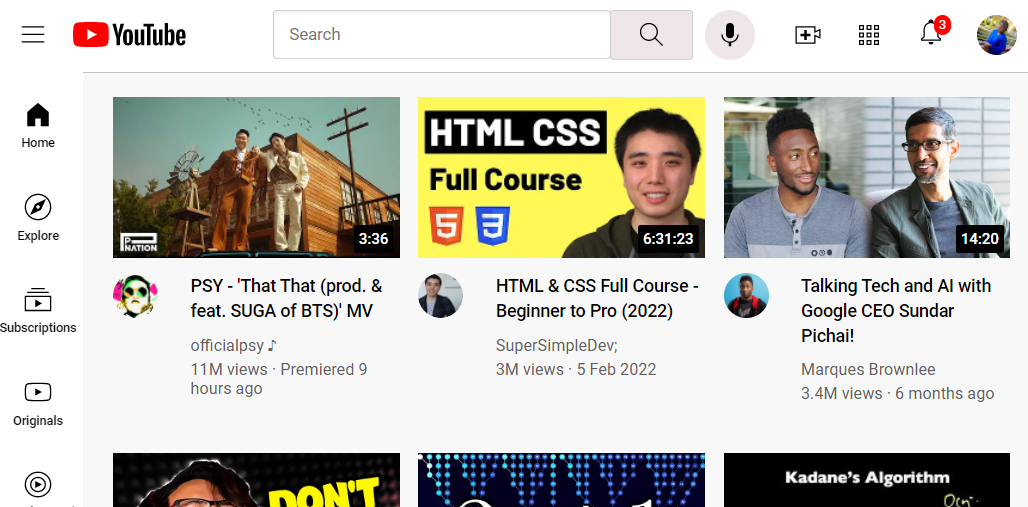 YouTube
Search
3
Home
Explore
Subscriptions
Originals
P NATION
3:36
HTML CSS
Full Course
5 3
6:31:23
14:20
PSY - 'That That (prod. &
feat. SUGA of BTS)' MV
officialpsy ♪
11M views · Premiered 9
hours ago
HTML & CSS Full Course -
Beginner to Pro (2022)
SuperSimpleDev;
3M views · 5 Feb 2022
Talking Tech and AI with
Google CEO Sundar
Pichai!
Marques Brownlee
3.4M views · 6 months ago
DON'T
Kadane's Algorithm